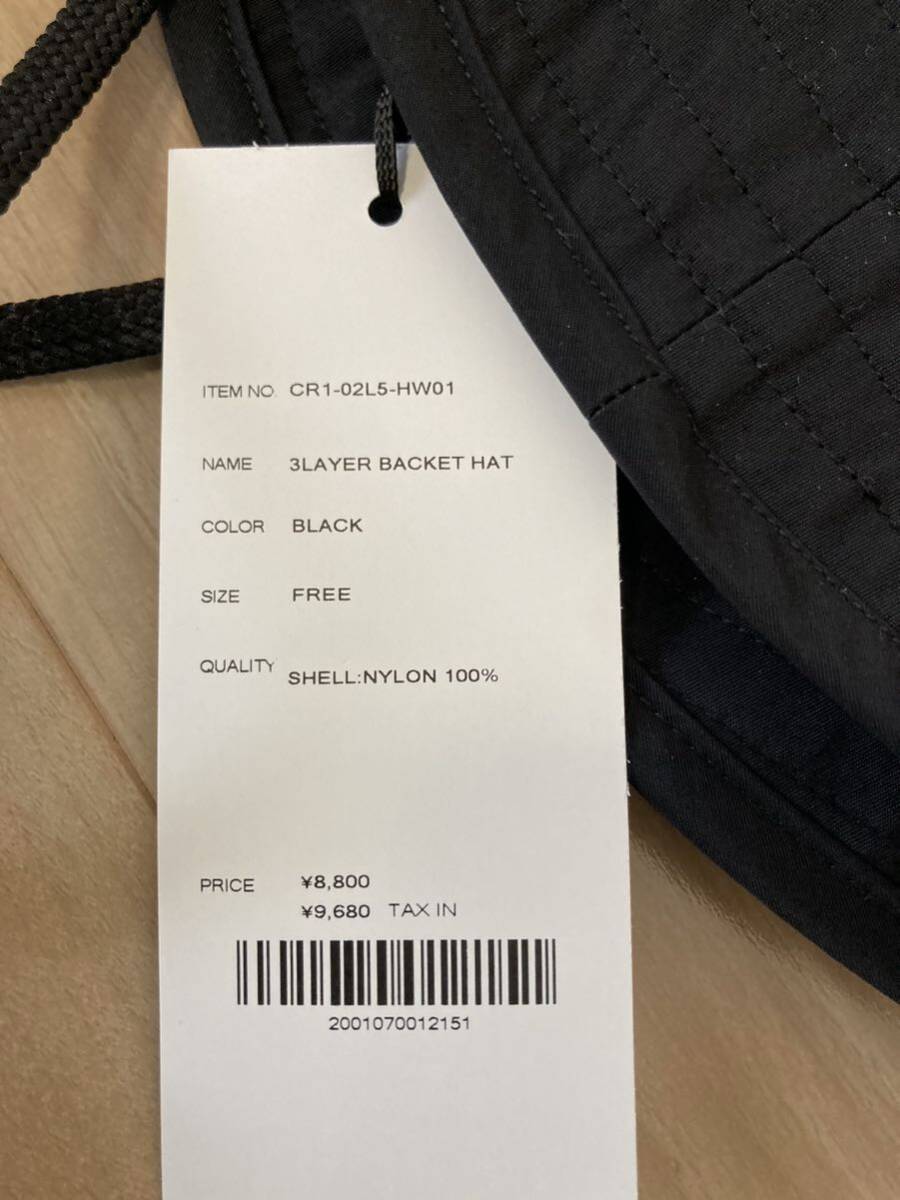 ITEM NO. CR1-02L5-HW01
NAME 3LAYER BACKET HAT
COLOR BLACK
SIZE FREE
QUALITY SHELL:NYLON 100%
PRICE ¥8,800
¥9,680 TAX IN
2001070012151